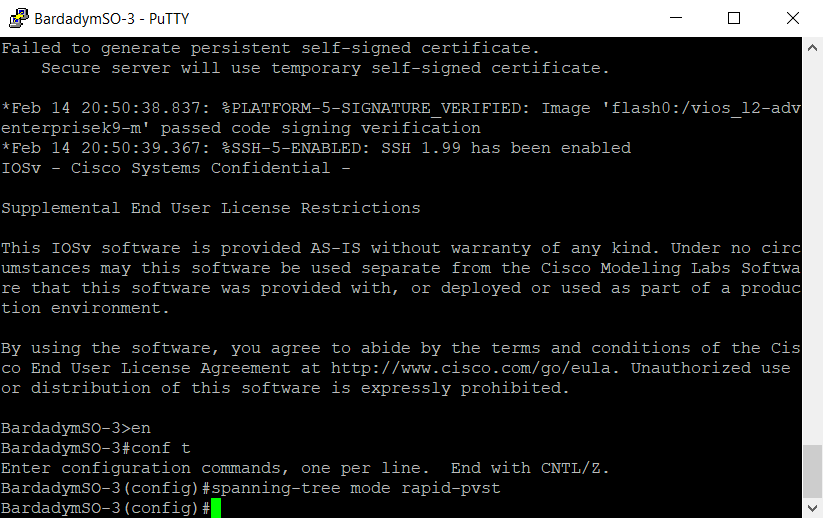 BardadymSO-3 - PuTTY
Failed to generate persistent self-signed certificate.
    Secure server will use temporary self-signed certificate.
*Feb 14 20:50:38.837: %PLATFORM-5-SIGNATURE_VERIFIED: Image 'flash0:/vios_l2-adv
enterprisek9-m' passed code signing verification
*Feb 14 20:50:39.367: %SSH-5-ENABLED: SSH 1.99 has been enabled
IOSv - Cisco Systems Confidential -
Supplemental End User License Restrictions
This IOSv software is provided AS-IS without warranty of any kind. Under no circ
umstances may this software be used separate from the Cisco Modeling Labs Softwa
re that this software was provided with, or deployed or used as part of a produc
tion environment.
By using the software, you agree to abide by the terms and conditions of the Cis
co End User License Agreement at http://www.cisco.com/go/eula. Unauthorized use
or distribution of this software is expressly prohibited.
BardadymSO-3>en
BardadymSO-3#conf t
Enter configuration commands, one per line.  End with CNTL/Z.
BardadymSO-3(config)#spanning-tree mode rapid-pvst
BardadymSO-3(config)#